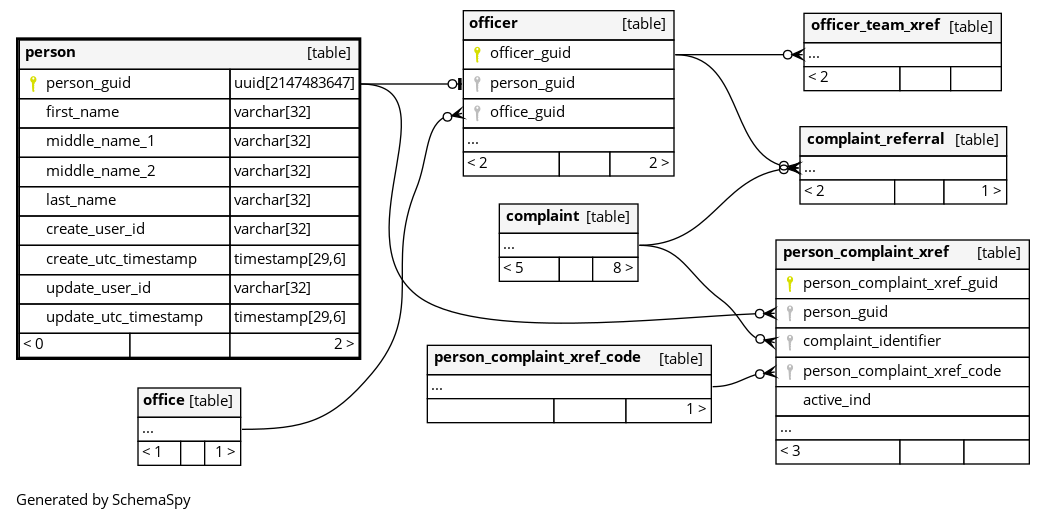 person [table]
person_guid uuid[2147483647]
first_name varchar[32]
middle_name_1 varchar[32]
middle_name_2 varchar[32]
last_name varchar[32]
create_user_id varchar[32]
create_utc_timestamp timestamp[29,6]
update_user_id varchar[32]
update_utc_timestamp timestamp[29,6]
< 0 2 >
office [table]
...
< 1 1 >
officer [table]
officer_guid
person_guid
office_guid
...
< 2 2 >
complaint [table]
...
< 5 8 >
person_complaint_xref_code [table]
...
1 >
officer_team_xref [table]
...
< 2
complaint_referral [table]
...
< 2 1 >
person_complaint_xref [table]
person_complaint_xref_guid
person_guid
complaint_identifier
person_complaint_xref_code
active_ind
...
< 3
Generated by SchemaSpy